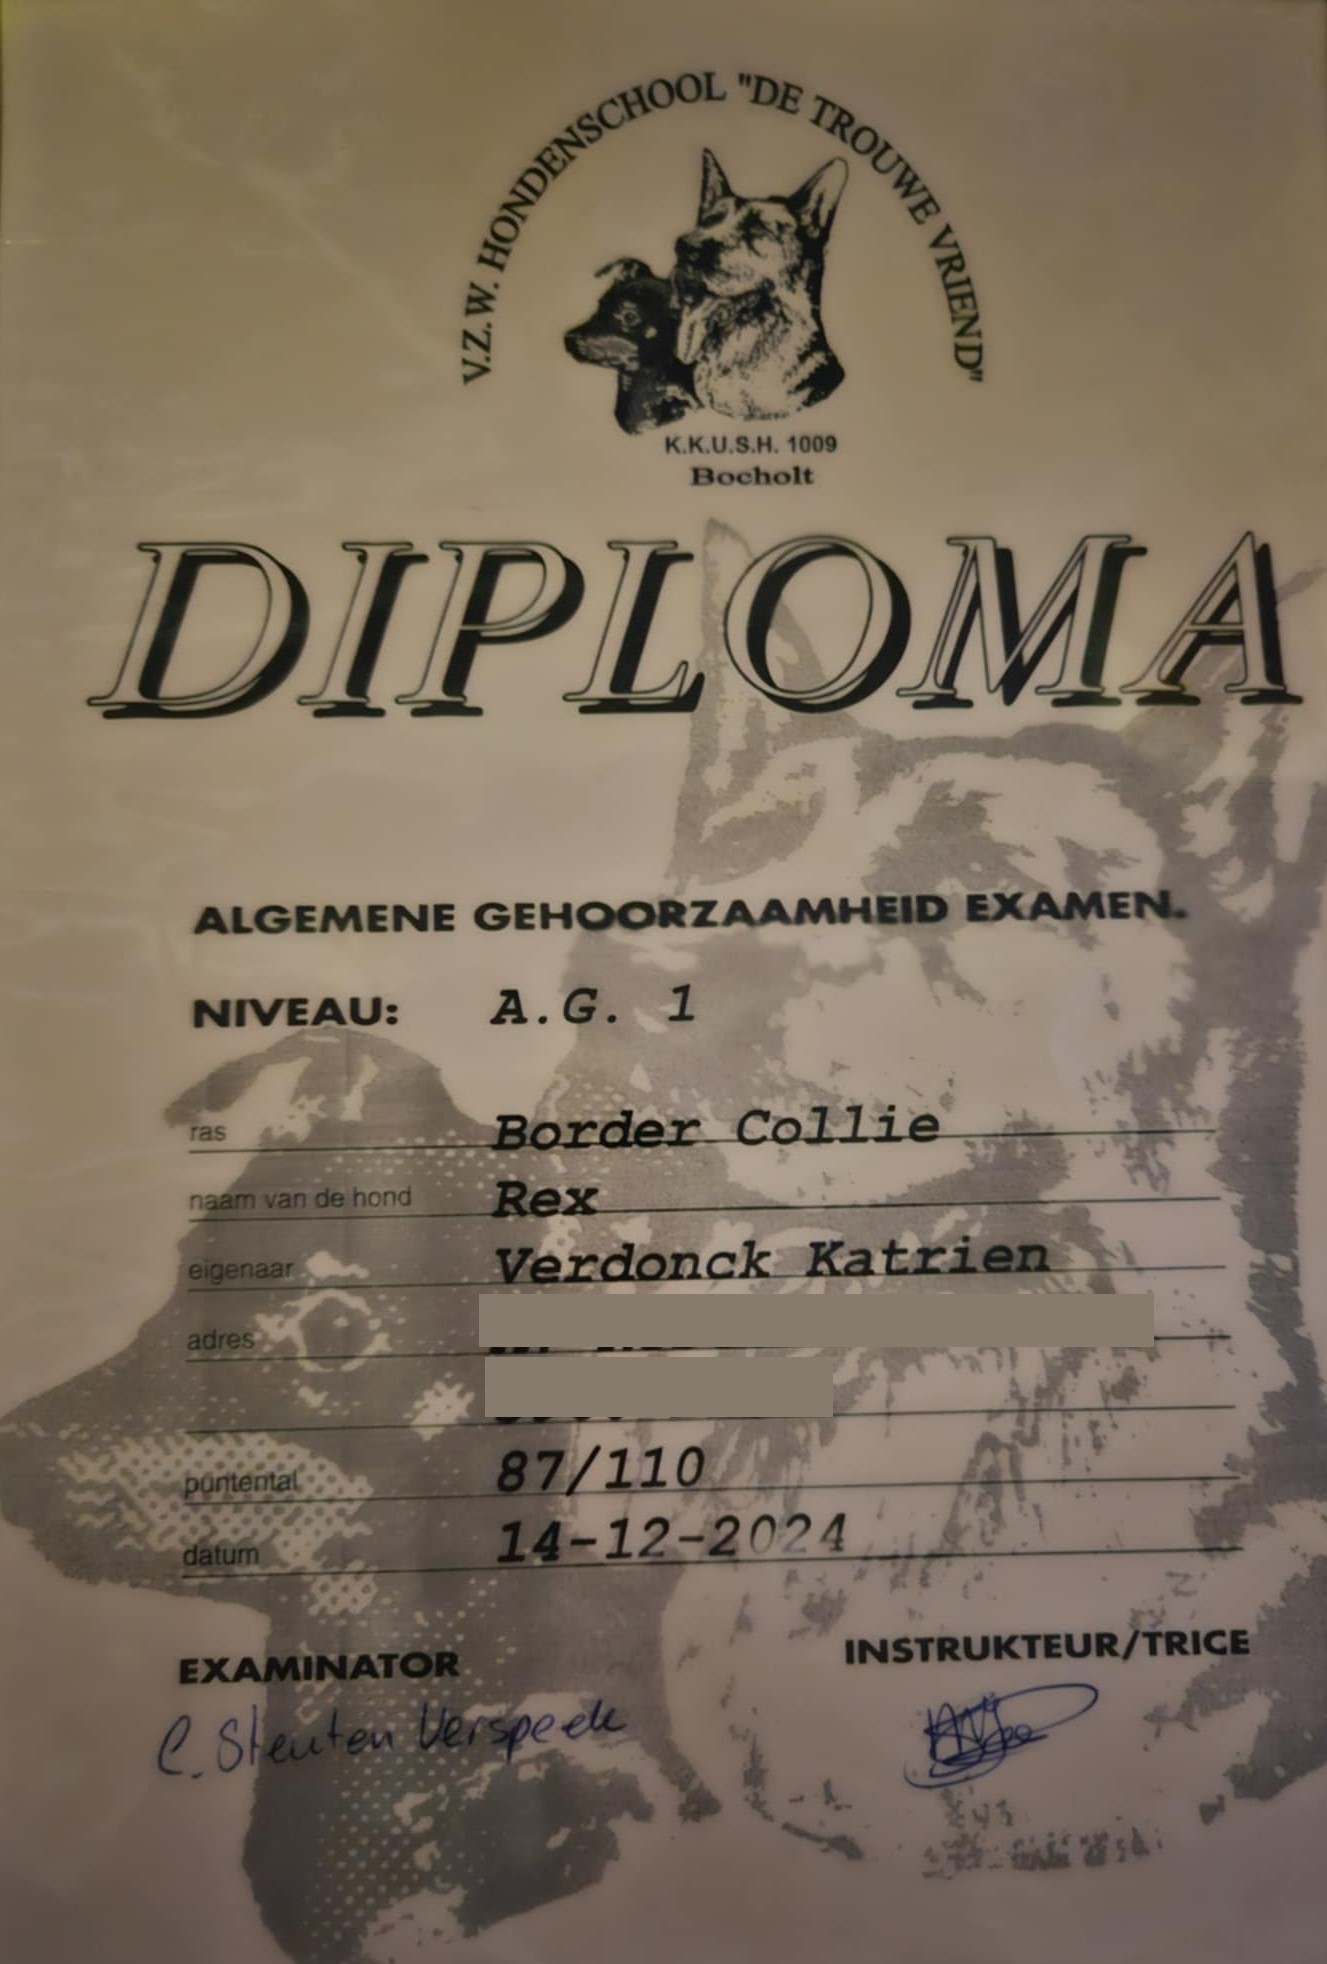 V.Z.W. HONDENSCHOOL "DE TROUWE VRIEND"
K.K.U.S.H. 1009
Bocholt
DIPLOMA
ALGEMENE GEHOORZAAMHEID EXAMEN.
NIVEAU: A.G. 1
ras Border Collie
naam van de hond Rex
eigenaar Verdonck Katrien
adres
puntental 87/110
datum 14-12-2024
EXAMINATOR INSTRUKTEUR/TRICE
C. Steuten Verspeek